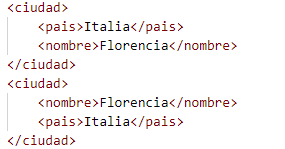 <ciudad>
    <pais>Italia</pais>
    <nombre>Florencia</nombre>
</ciudad>
<ciudad>
    <nombre>Florencia</nombre>
    <pais>Italia</pais>
</ciudad>